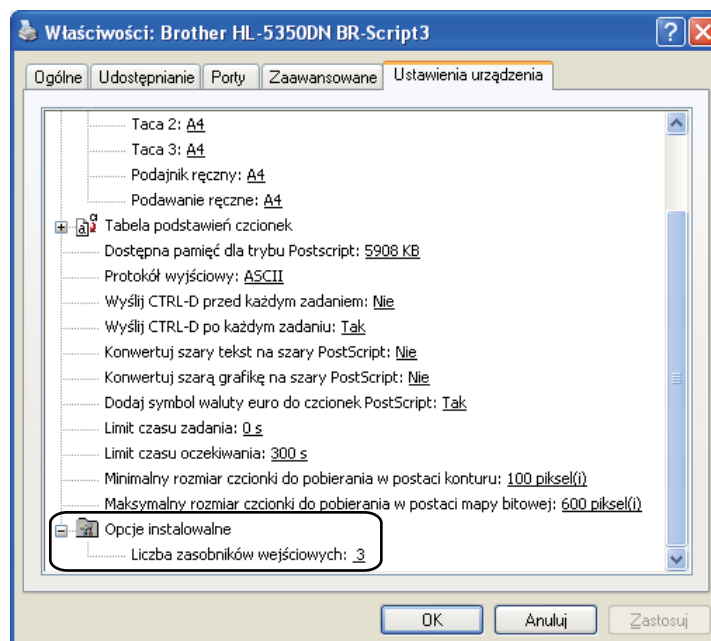 Właściwości: Brother HL-5350DN BR-Script3
Ogólne Udostępnianie Porty Zaawansowane Ustawienia urządzenia
Taca 2: A4
Taca 3: A4
Podajnik ręczny: A4
Podawanie ręczne: A4
Tabela podstawień czcionek
Dostępna pamięć dla trybu Postscript: 5908 KB
Protokół wyjściowy: ASCII
Wyślij CTRL-D przed każdym zadaniem: Nie
Wyślij CTRL-D po każdym zadaniu: Tak
Konwertuj szary tekst na szary PostScript: Nie
Konwertuj szarą grafikę na szary PostScript: Nie
Dodaj symbol waluty euro do czcionek PostScript: Tak
Limit czasu zadania: 0 s
Limit czasu oczekiwania: 300 s
Minimalny rozmiar czcionki do pobierania w postaci konturu: 100 piksel(i)
Maksymalny rozmiar czcionki do pobierania w postaci mapy bitowej: 600 piksel(i)
Opcje instalowalne
Liczba zasobników wejściowych: 3
OK Anuluj Zastosuj